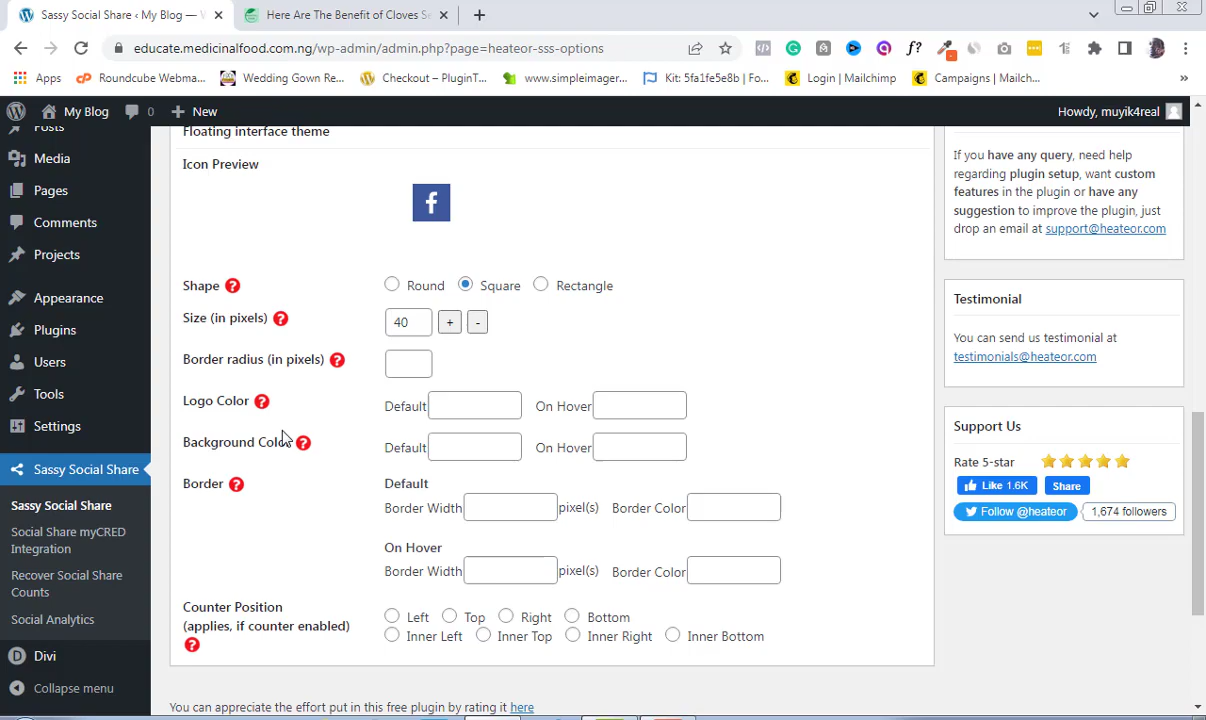 Sassy Social Share ‹ My Blog — W
Here Are The Benefit of Cloves Se
educate.medicinalfood.com.ng/wp-admin/admin.php?page=heateor-sss-options
Apps
Roundcube Webma...
Wedding Gown Re...
Checkout – PluginT...
www.simpleimager...
Kit: 5fa1fe5e8b | Fo...
Login | Mailchimp
Campaigns | Mailch...
»
My Blog
0
New
Howdy, muyik4real
Posts
Media
Pages
Comments
Projects
Appearance
Plugins
Users
Tools
Settings
Sassy Social Share
Sassy Social Share
Social Share myCRED
Integration
Recover Social Share
Counts
Social Analytics
Divi
Collapse menu
Floating interface theme
Icon Preview
Shape ?
Round Square Rectangle
Size (in pixels) ?
40 + -
Border radius (in pixels) ?
Logo Color ?
Default On Hover
Background Color ?
Default On Hover
Border ?
Default
Border Width pixel(s) Border Color
On Hover
Border Width pixel(s) Border Color
Counter Position
(applies, if counter enabled)
?
Left Top Right Bottom
Inner Left Inner Top Inner Right Inner Bottom
You can appreciate the effort put in this free plugin by rating it here
If you have any query, need help
regarding plugin setup, want custom
features in the plugin or have any
suggestion to improve the plugin, just
drop an email at support@heateor.com
Testimonial
You can send us testimonial at
testimonials@heateor.com
Support Us
Rate 5-star
Like 1.6K Share
Follow @heateor 1,674 followers